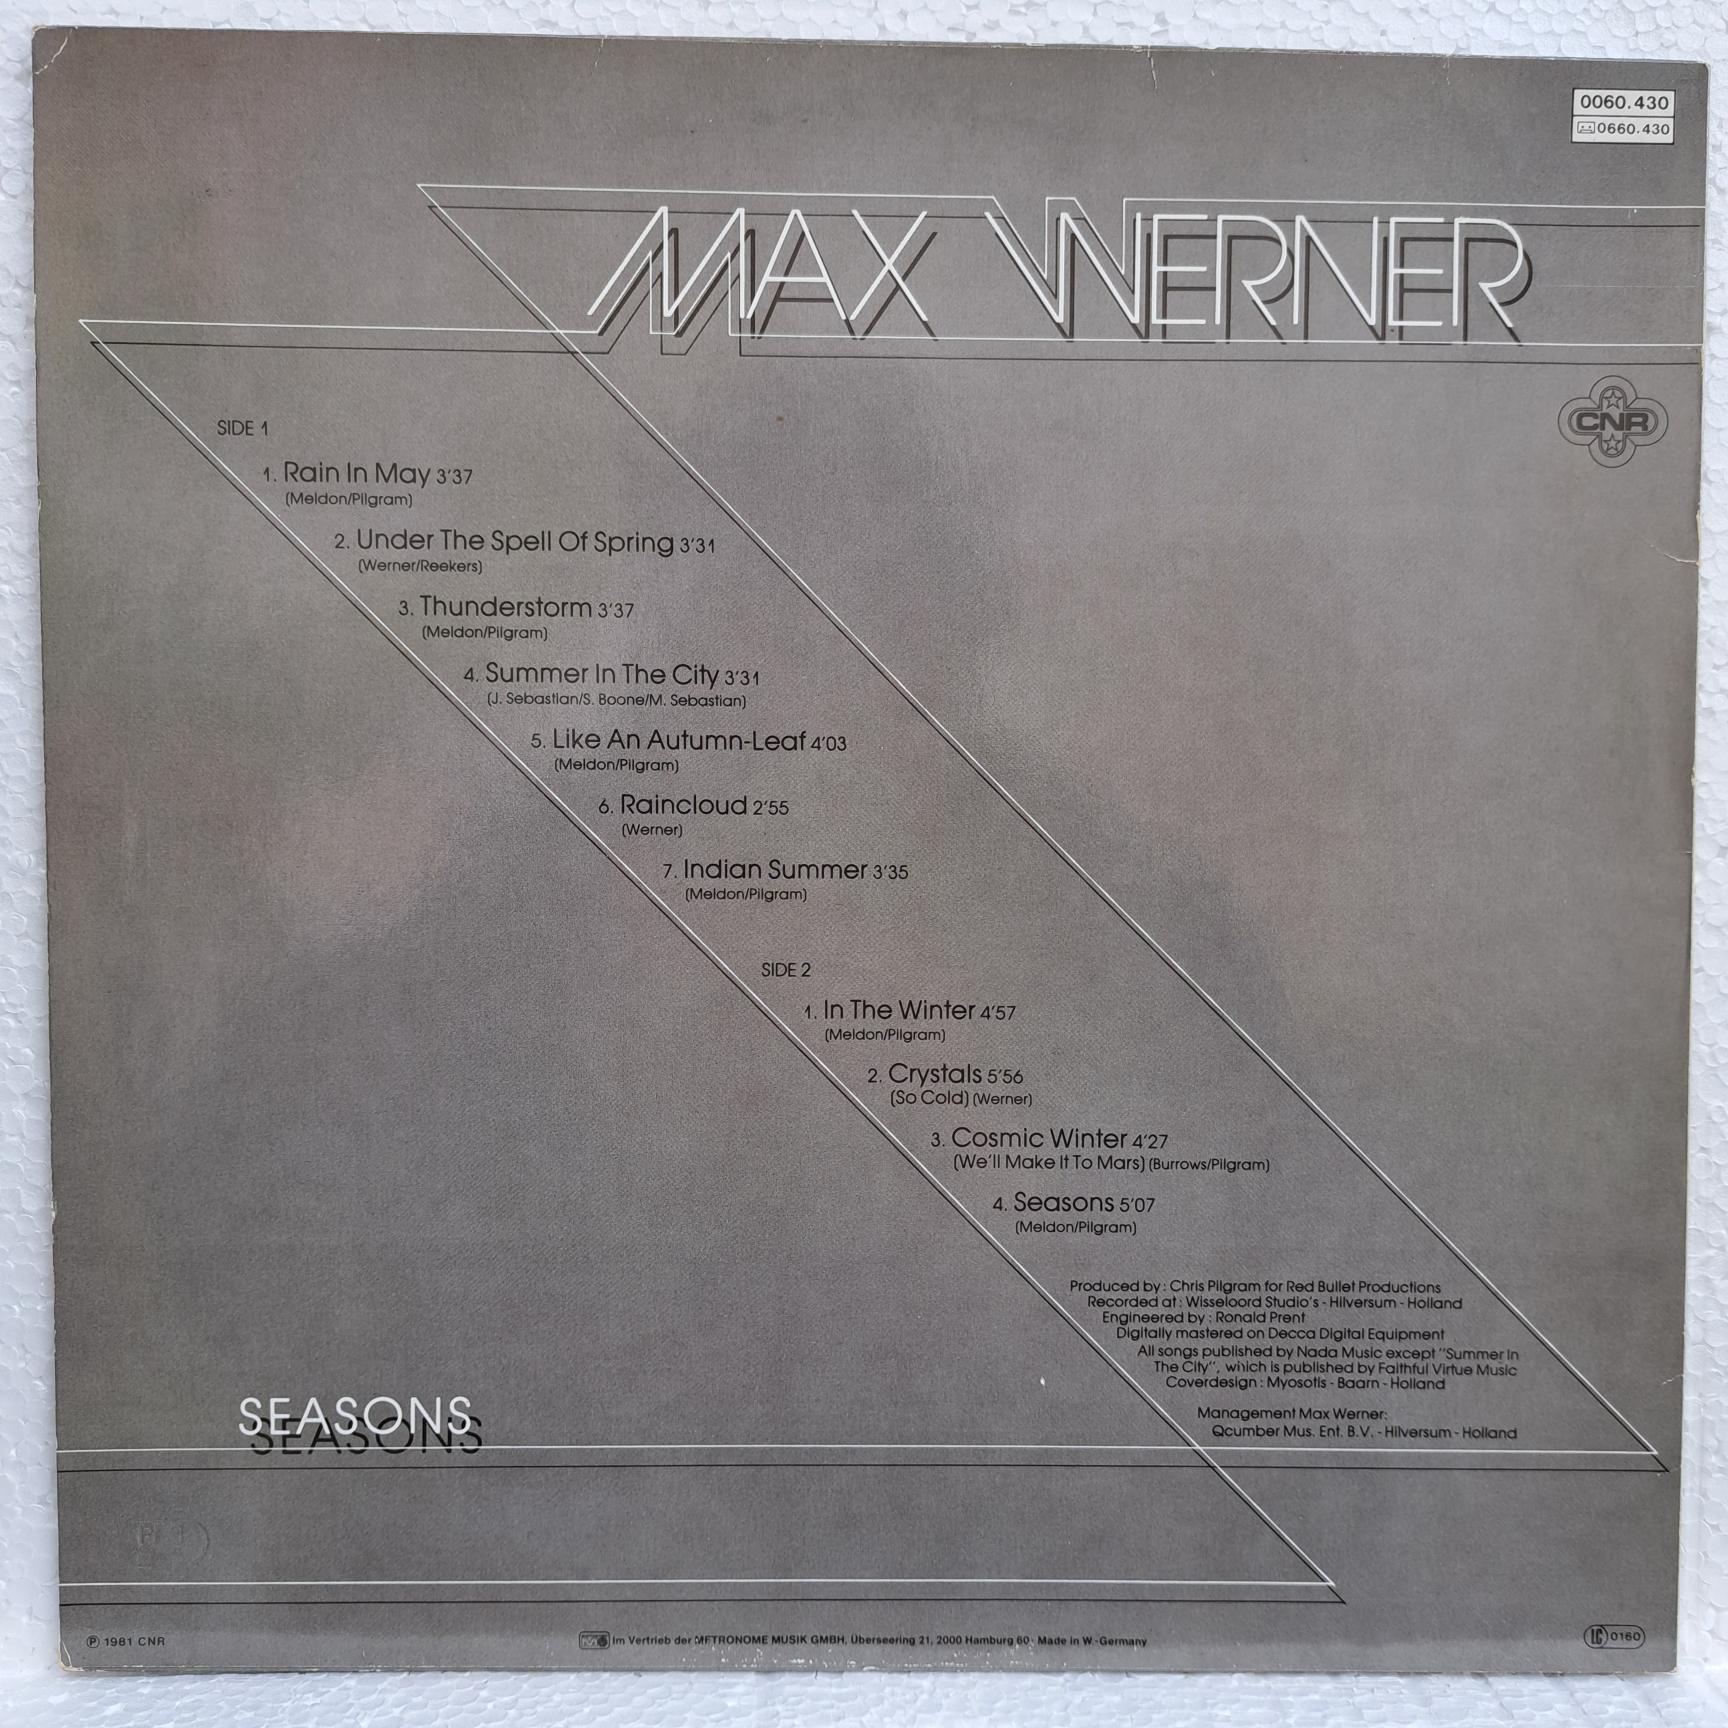 0060.430
0660.430
MAX WERNER
CNR
SIDE 1
1. Rain In May 3'37
(Meldon/Pilgram)
2. Under The Spell Of Spring 3'31
(Werner/Reekers)
3. Thunderstorm 3'37
(Meldon/Pilgram)
4. Summer In The City 3'31
(J. Sebastian/S. Boone/M. Sebastian)
5. Like An Autumn-Leaf 4'03
(Meldon/Pilgram)
6. Raincloud 2'55
(Werner)
7. Indian Summer 3'35
(Meldon/Pilgram)
SIDE 2
1. In The Winter 4'57
(Meldon/Pilgram)
2. Crystals 5'56
(So Cold) (Werner)
3. Cosmic Winter 4'27
(We'll Make It To Mars) (Burrows/Pilgram)
4. Seasons 5'07
(Meldon/Pilgram)
Produced by: Chris Pilgram for Red Bullet Productions
Recorded at: Wisseloord Studio's - Hilversum - Holland
Engineered by: Ronald Prent
Digitally mastered on Decca Digital Equipment
All songs published by Nada Music except "Summer In
The City", which is published by Faithful Virtue Music
Coverdesign: Myosotis - Baarn - Holland
Management Max Werner:
Qcumber Mus. Ent. B.V. - Hilversum - Holland
SEASONS
℗ 1981 CNR
Im Vertrieb der METRONOME MUSIK GMBH, Überseering 21, 2000 Hamburg 60 · Made in W.-Germany
LC 0160